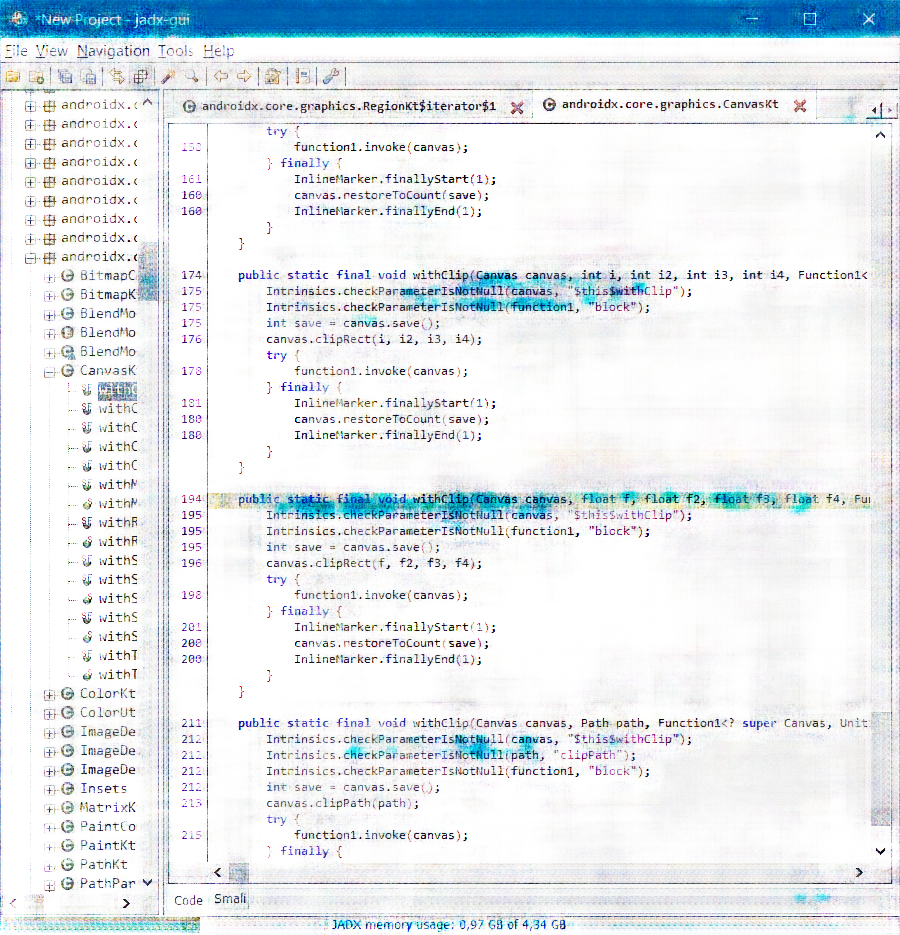 *New Project - jadx-gui
File View Navigation Tools Help
androidx.c
androidx.c
androidx.c
androidx.c
androidx.c
androidx.c
androidx.c
androidx.c
androidx.c
BitmapC
BitmapK
BlendMo
BlendMo
BlendMo
CanvasK
withC
withC
withC
withC
withC
withM
withM
withR
withR
withS
withS
withS
withS
withS
withT
withT
ColorKt
ColorUt
ImageDe
ImageDe
ImageDe
Insets
MatrixK
PaintCo
PaintKt
PathKt
PathPar
androidx.core.graphics.RegionKt$iterator$1 androidx.core.graphics.CanvasKt
try {
function1.invoke(canvas);
} finally {
161 InlineMarker.finallyStart(1);
160 canvas.restoreToCount(save);
160 InlineMarker.finallyEnd(1);
}
}
174 public static final void withClip(Canvas canvas, int i, int i2, int i3, int i4, Function1<
175 Intrinsics.checkParameterIsNotNull(canvas, "$this$withClip");
175 Intrinsics.checkParameterIsNotNull(function1, "block");
175 int save = canvas.save();
176 canvas.clipRect(i, i2, i3, i4);
try {
178 function1.invoke(canvas);
} finally {
181 InlineMarker.finallyStart(1);
180 canvas.restoreToCount(save);
180 InlineMarker.finallyEnd(1);
}
}
194 public static final void withClip(Canvas canvas, float f, float f2, float f3, float f4, Fun
195 Intrinsics.checkParameterIsNotNull(canvas, "$this$withClip");
195 Intrinsics.checkParameterIsNotNull(function1, "block");
195 int save = canvas.save();
196 canvas.clipRect(f, f2, f3, f4);
try {
198 function1.invoke(canvas);
} finally {
201 InlineMarker.finallyStart(1);
200 canvas.restoreToCount(save);
200 InlineMarker.finallyEnd(1);
}
}
211 public static final void withClip(Canvas canvas, Path path, Function1<? super Canvas, Unit
212 Intrinsics.checkParameterIsNotNull(canvas, "$this$withClip");
212 Intrinsics.checkParameterIsNotNull(path, "clipPath");
212 Intrinsics.checkParameterIsNotNull(function1, "block");
212 int save = canvas.save();
213 canvas.clipPath(path);
try {
215 function1.invoke(canvas);
} finally {
Code Smali
JADX memory usage: 0,97 GB of 4,34 GB